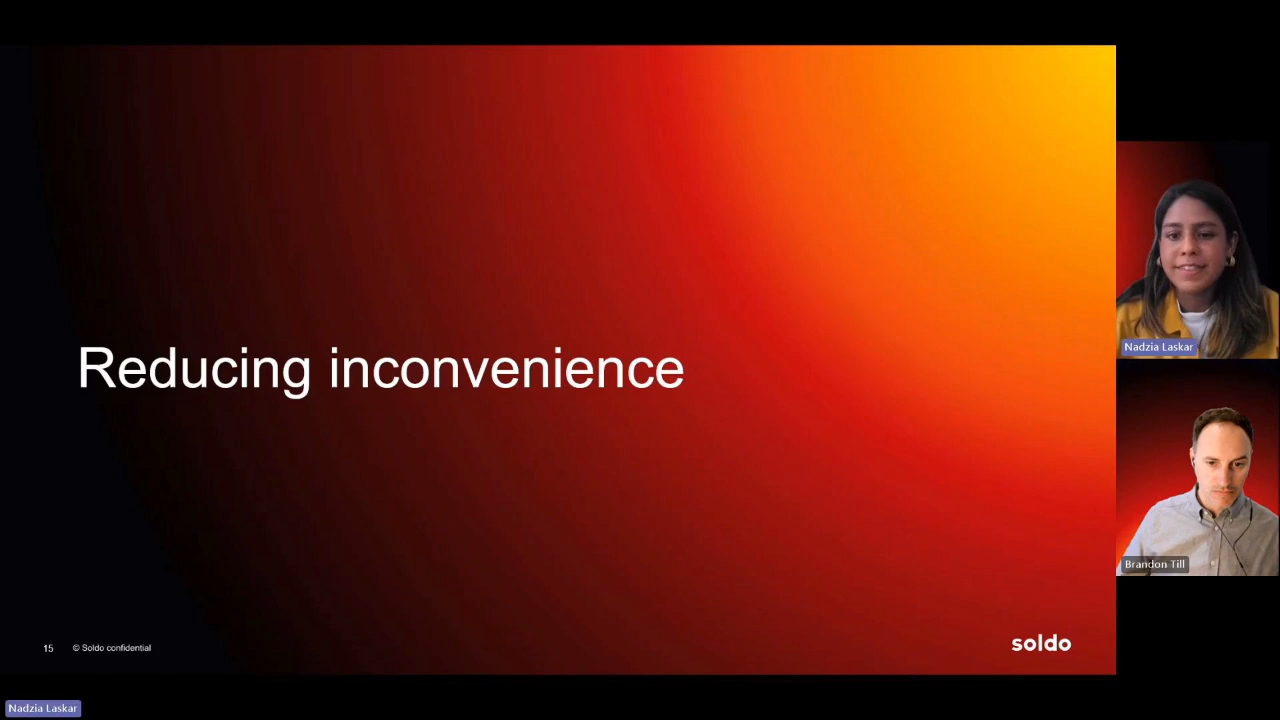 Reducing inconvenience
15 © Soldo confidential
soldo
Nadzia Laskar
Brandon Till
Nadzia Laskar